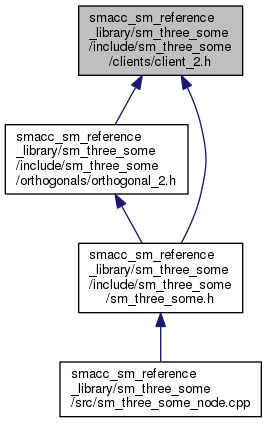 smacc_sm_reference
_library/sm_three_some
/include/sm_three_some
/clients/client_2.h
smacc_sm_reference
_library/sm_three_some
/include/sm_three_some
/orthogonals/orthogonal_2.h
smacc_sm_reference
_library/sm_three_some
/include/sm_three_some
/sm_three_some.h
smacc_sm_reference
_library/sm_three_some
/src/sm_three_some_node.cpp